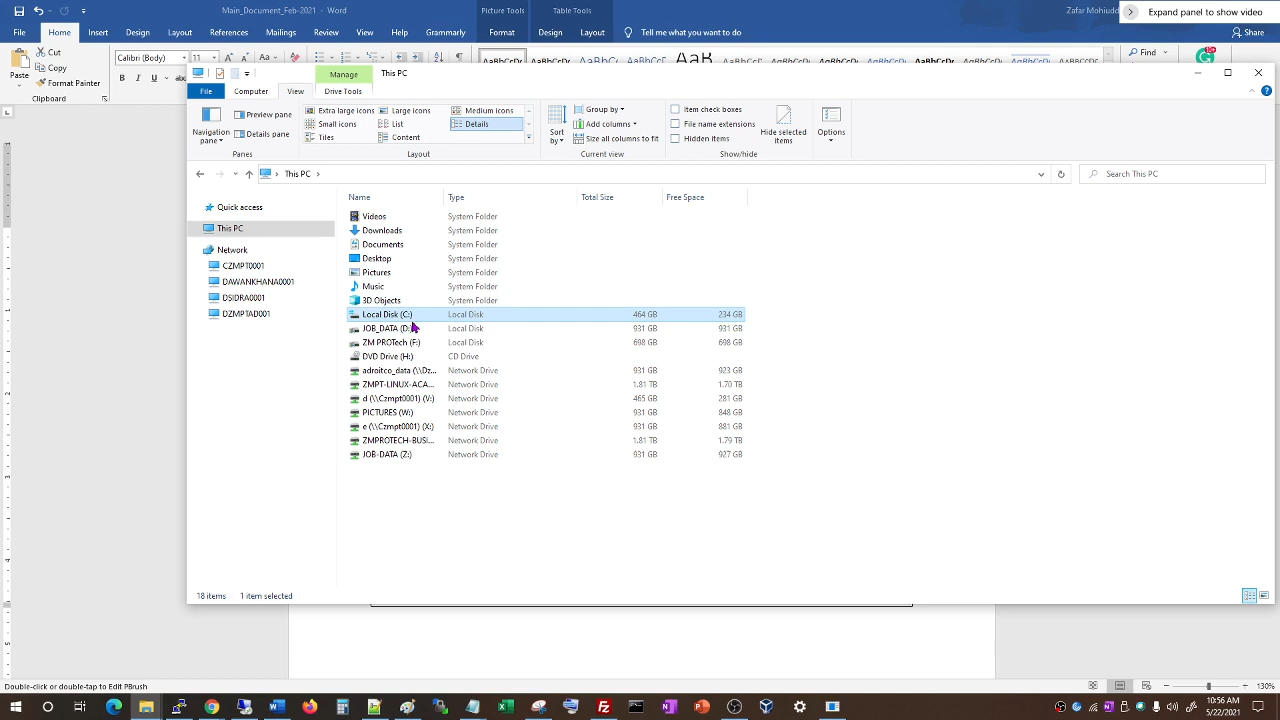 Main_Document_Feb-2021 - Word
Picture Tools
Table Tools
Zafar Mohiudd
Expand panel to show video
File
Home
Insert
Design
Layout
References
Mailings
Review
View
Help
Grammarly
Format
Design
Layout
Tell me what you want to do
Share
Paste
Cut
Copy
Format Painter
Clipboard
Calibri (Body)
11
Find
Manage
This PC
File
Computer
View
Drive Tools
Navigation
pane
Preview pane
Details pane
Panes
Extra large icons
Large icons
Medium icons
Small icons
List
Details
Tiles
Content
Layout
Sort
by
Group by
Add columns
Size all columns to fit
Current view
Item check boxes
File name extensions
Hidden items
Hide selected
items
Show/hide
Options
This PC
Search This PC
Quick access
This PC
Network
CZMPT0001
DAWANKHANA0001
DSIDRA0001
DZMPTAD001
Name Type Total Size Free Space
Videos System Folder
Downloads System Folder
Documents System Folder
Desktop System Folder
Pictures System Folder
Music System Folder
3D Objects System Folder
Local Disk (C:) Local Disk 464 GB 234 GB
JOB_DATA (D:) Local Disk 931 GB 931 GB
ZM PROTech (F:) Local Disk 698 GB 698 GB
DVD Drive (H:) CD Drive
adroitco_data (\\Dz... Network Drive 931 GB 923 GB
ZMPT-LINUX-ACA... Network Drive 1.81 TB 1.70 TB
d (\\Czmpt0001) (V:) Network Drive 465 GB 281 GB
PICTURES (W:) Network Drive 931 GB 848 GB
e (\\Czmpt0001) (X:) Network Drive 931 GB 881 GB
ZMPROTECH-BUSI... Network Drive 1.81 TB 1.79 TB
JOB-DATA (Z:) Network Drive 931 GB 927 GB
18 items 1 item selected
Double-click or double-tap to Edit PBrush
130%
10:56 AM
5/22/2021